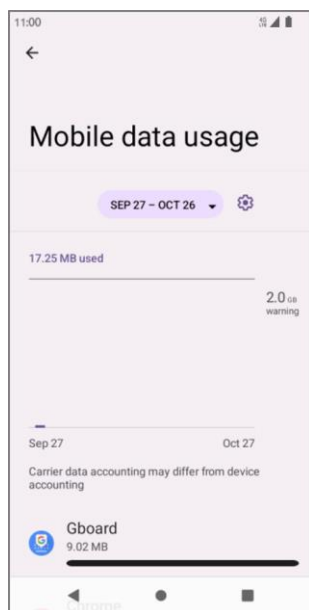 11:00
Mobile data usage
SEP 27 – OCT 26
17.25 MB used
2.0 GB
warning
Sep 27
Oct 27
Carrier data accounting may differ from device
accounting
Gboard
9.02 MB
Chrome